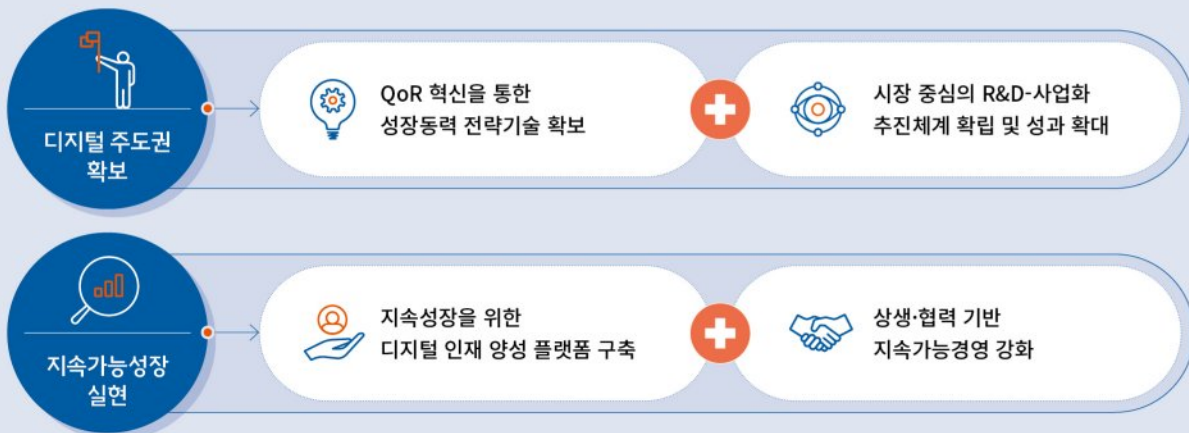 디지털 주도권
확보
QoR 혁신을 통한
성장동력 전략기술 확보
시장 중심의 R&D-사업화
추진체계 확립 및 성과 확대
지속가능성장
실현
지속성장을 위한
디지털 인재 양성 플랫폼 구축
상생·협력 기반
지속가능경영 강화